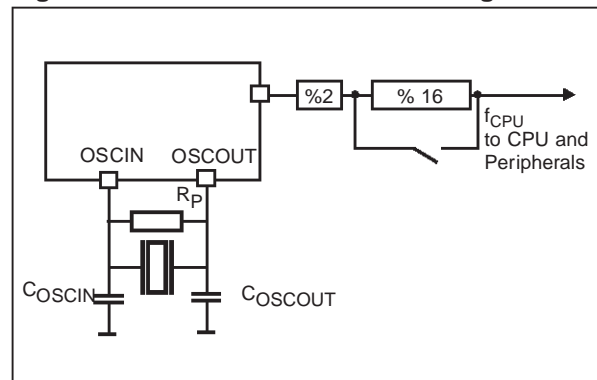 %2
% 16
fCPU
to CPU and
Peripherals
OSCIN
OSCOUT
RP
COSCIN
COSCOUT